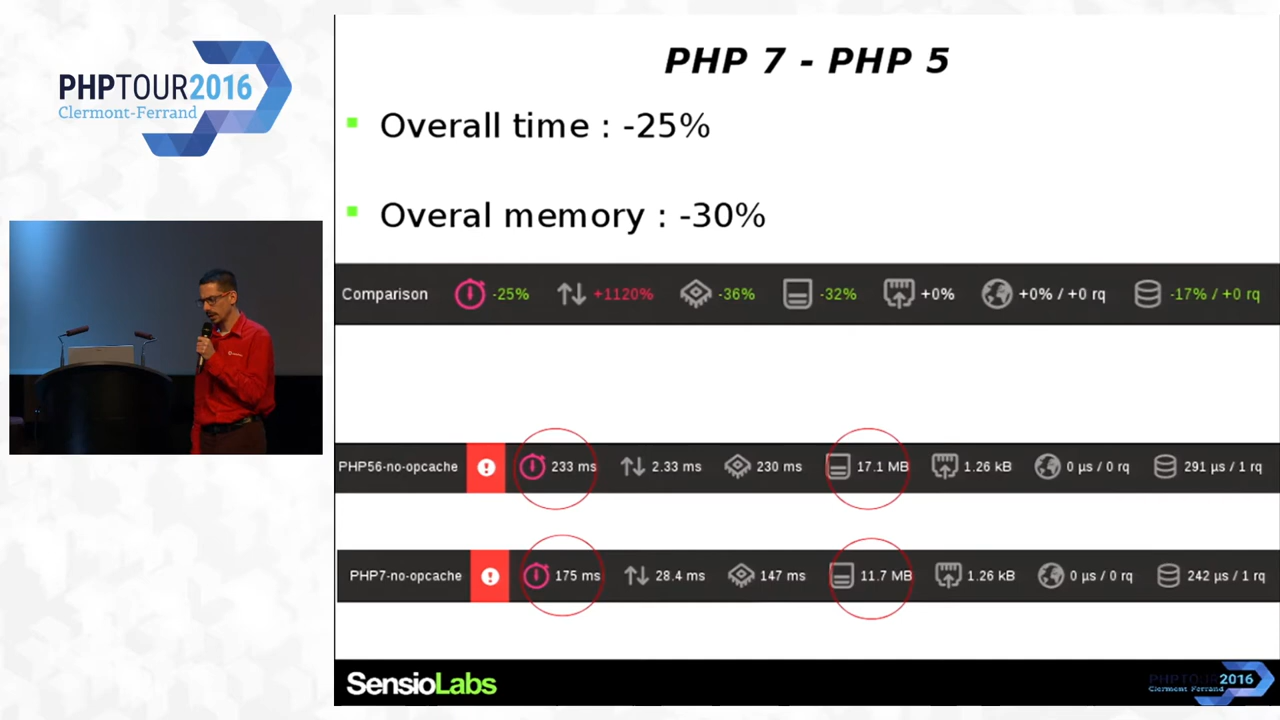 PHPTOUR2016
Clermont-Ferrand
PHP 7 - PHP 5
Overall time : -25%
Overal memory : -30%
Comparison -25% +1120% -36% -32% +0% +0% / +0 rq -17% / +0 rq
PHP56-no-opcache 233 ms 2.33 ms 230 ms 17.1 MB 1.26 kB 0 µs / 0 rq 291 µs / 1 rq
PHP7-no-opcache 175 ms 28.4 ms 147 ms 11.7 MB 1.26 kB 0 µs / 0 rq 242 µs / 1 rq
SensioLabs
PHPTOUR2016
Clermont Ferrand